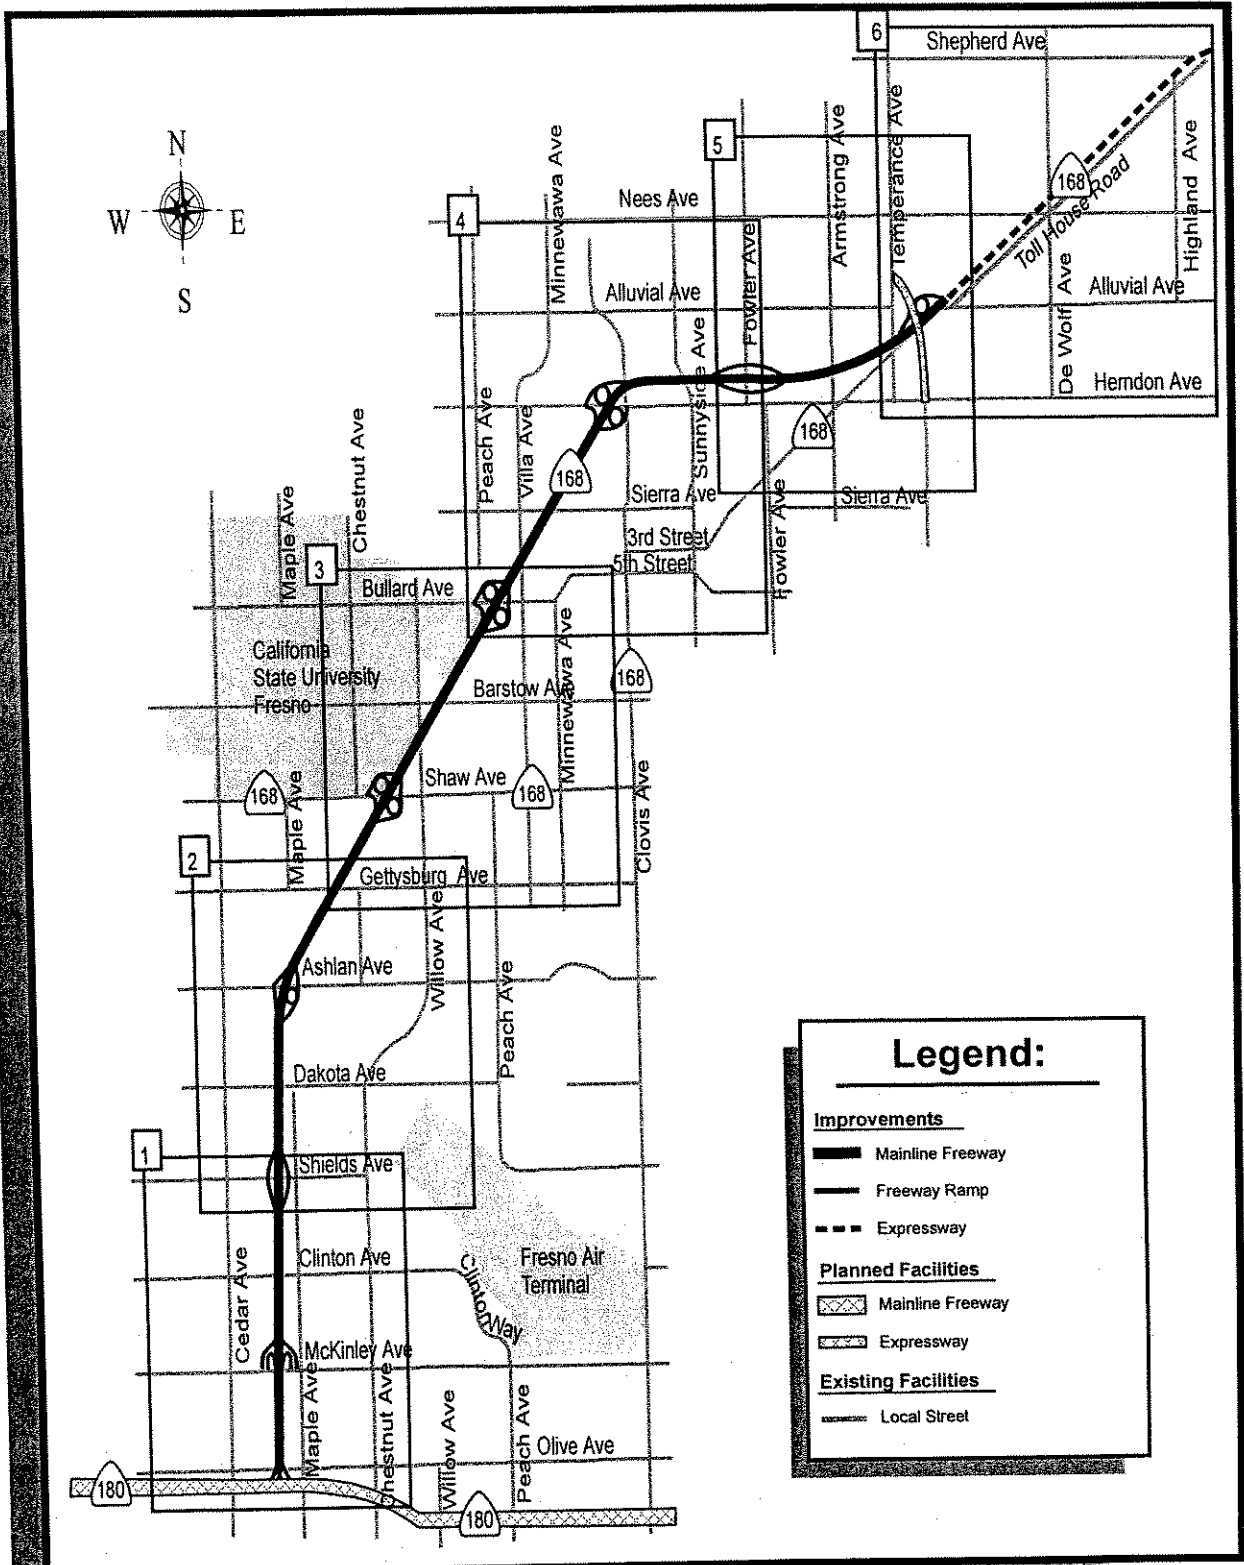 6
Shepherd Ave
N
W
E
S
5
4
Nees Ave
Minnewawa Ave
Armstrong Ave
Temperance Ave
168
Toll House Road
Highland Ave
Fowler Ave
Alluvial Ave
Alluvial Ave
De Wolf Ave
Herndon Ave
Sunnyside Ave
Peach Ave
Villa Ave
168
168
Chestnut Ave
Maple Ave
Sierra Ave
Sierra Ave
3rd Street
5th Street
Fowler Ave
3
Bullard Ave
California
State University
Fresno
Minnewawa Ave
Barstow Ave
168
Shaw Ave
168
168
Maple Ave
Clovis Ave
2
Gettysburg Ave
Willow Ave
Ashlan Ave
Peach Ave
Dakota Ave
1
Shields Ave
Clinton Ave
Clinton Way
Fresno Air
Terminal
Cedar Ave
McKinley Ave
Maple Ave
Chestnut Ave
Willow Ave
Peach Ave
Olive Ave
180
180
Legend:
Improvements
Mainline Freeway
Freeway Ramp
Expressway
Planned Facilities
Mainline Freeway
Expressway
Existing Facilities
Local Street